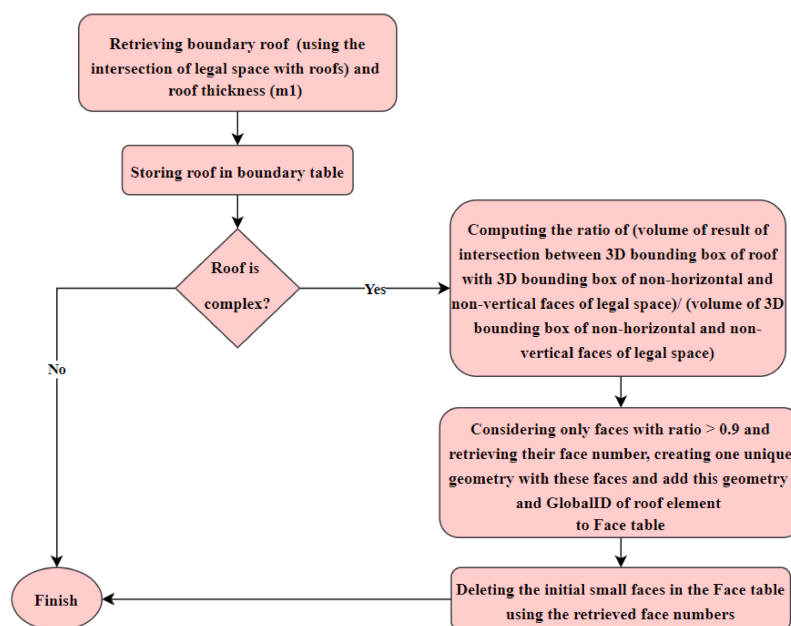 Retrieving boundary roof (using the
intersection of legal space with roofs) and
roof thickness (m1)
Storing roof in boundary table
Roof is
complex?
Yes
No
Computing the ratio of (volume of result of
intersection between 3D bounding box of roof
with 3D bounding box of non-horizontal and
non-vertical faces of legal space)/ (volume of 3D
bounding box of non-horizontal and non-
vertical faces of legal space)
Considering only faces with ratio > 0.9 and
retrieving their face number, creating one unique
geometry with these faces and add this geometry
and GlobalID of roof element
to Face table
Deleting the initial small faces in the Face table
using the retrieved face numbers
Finish